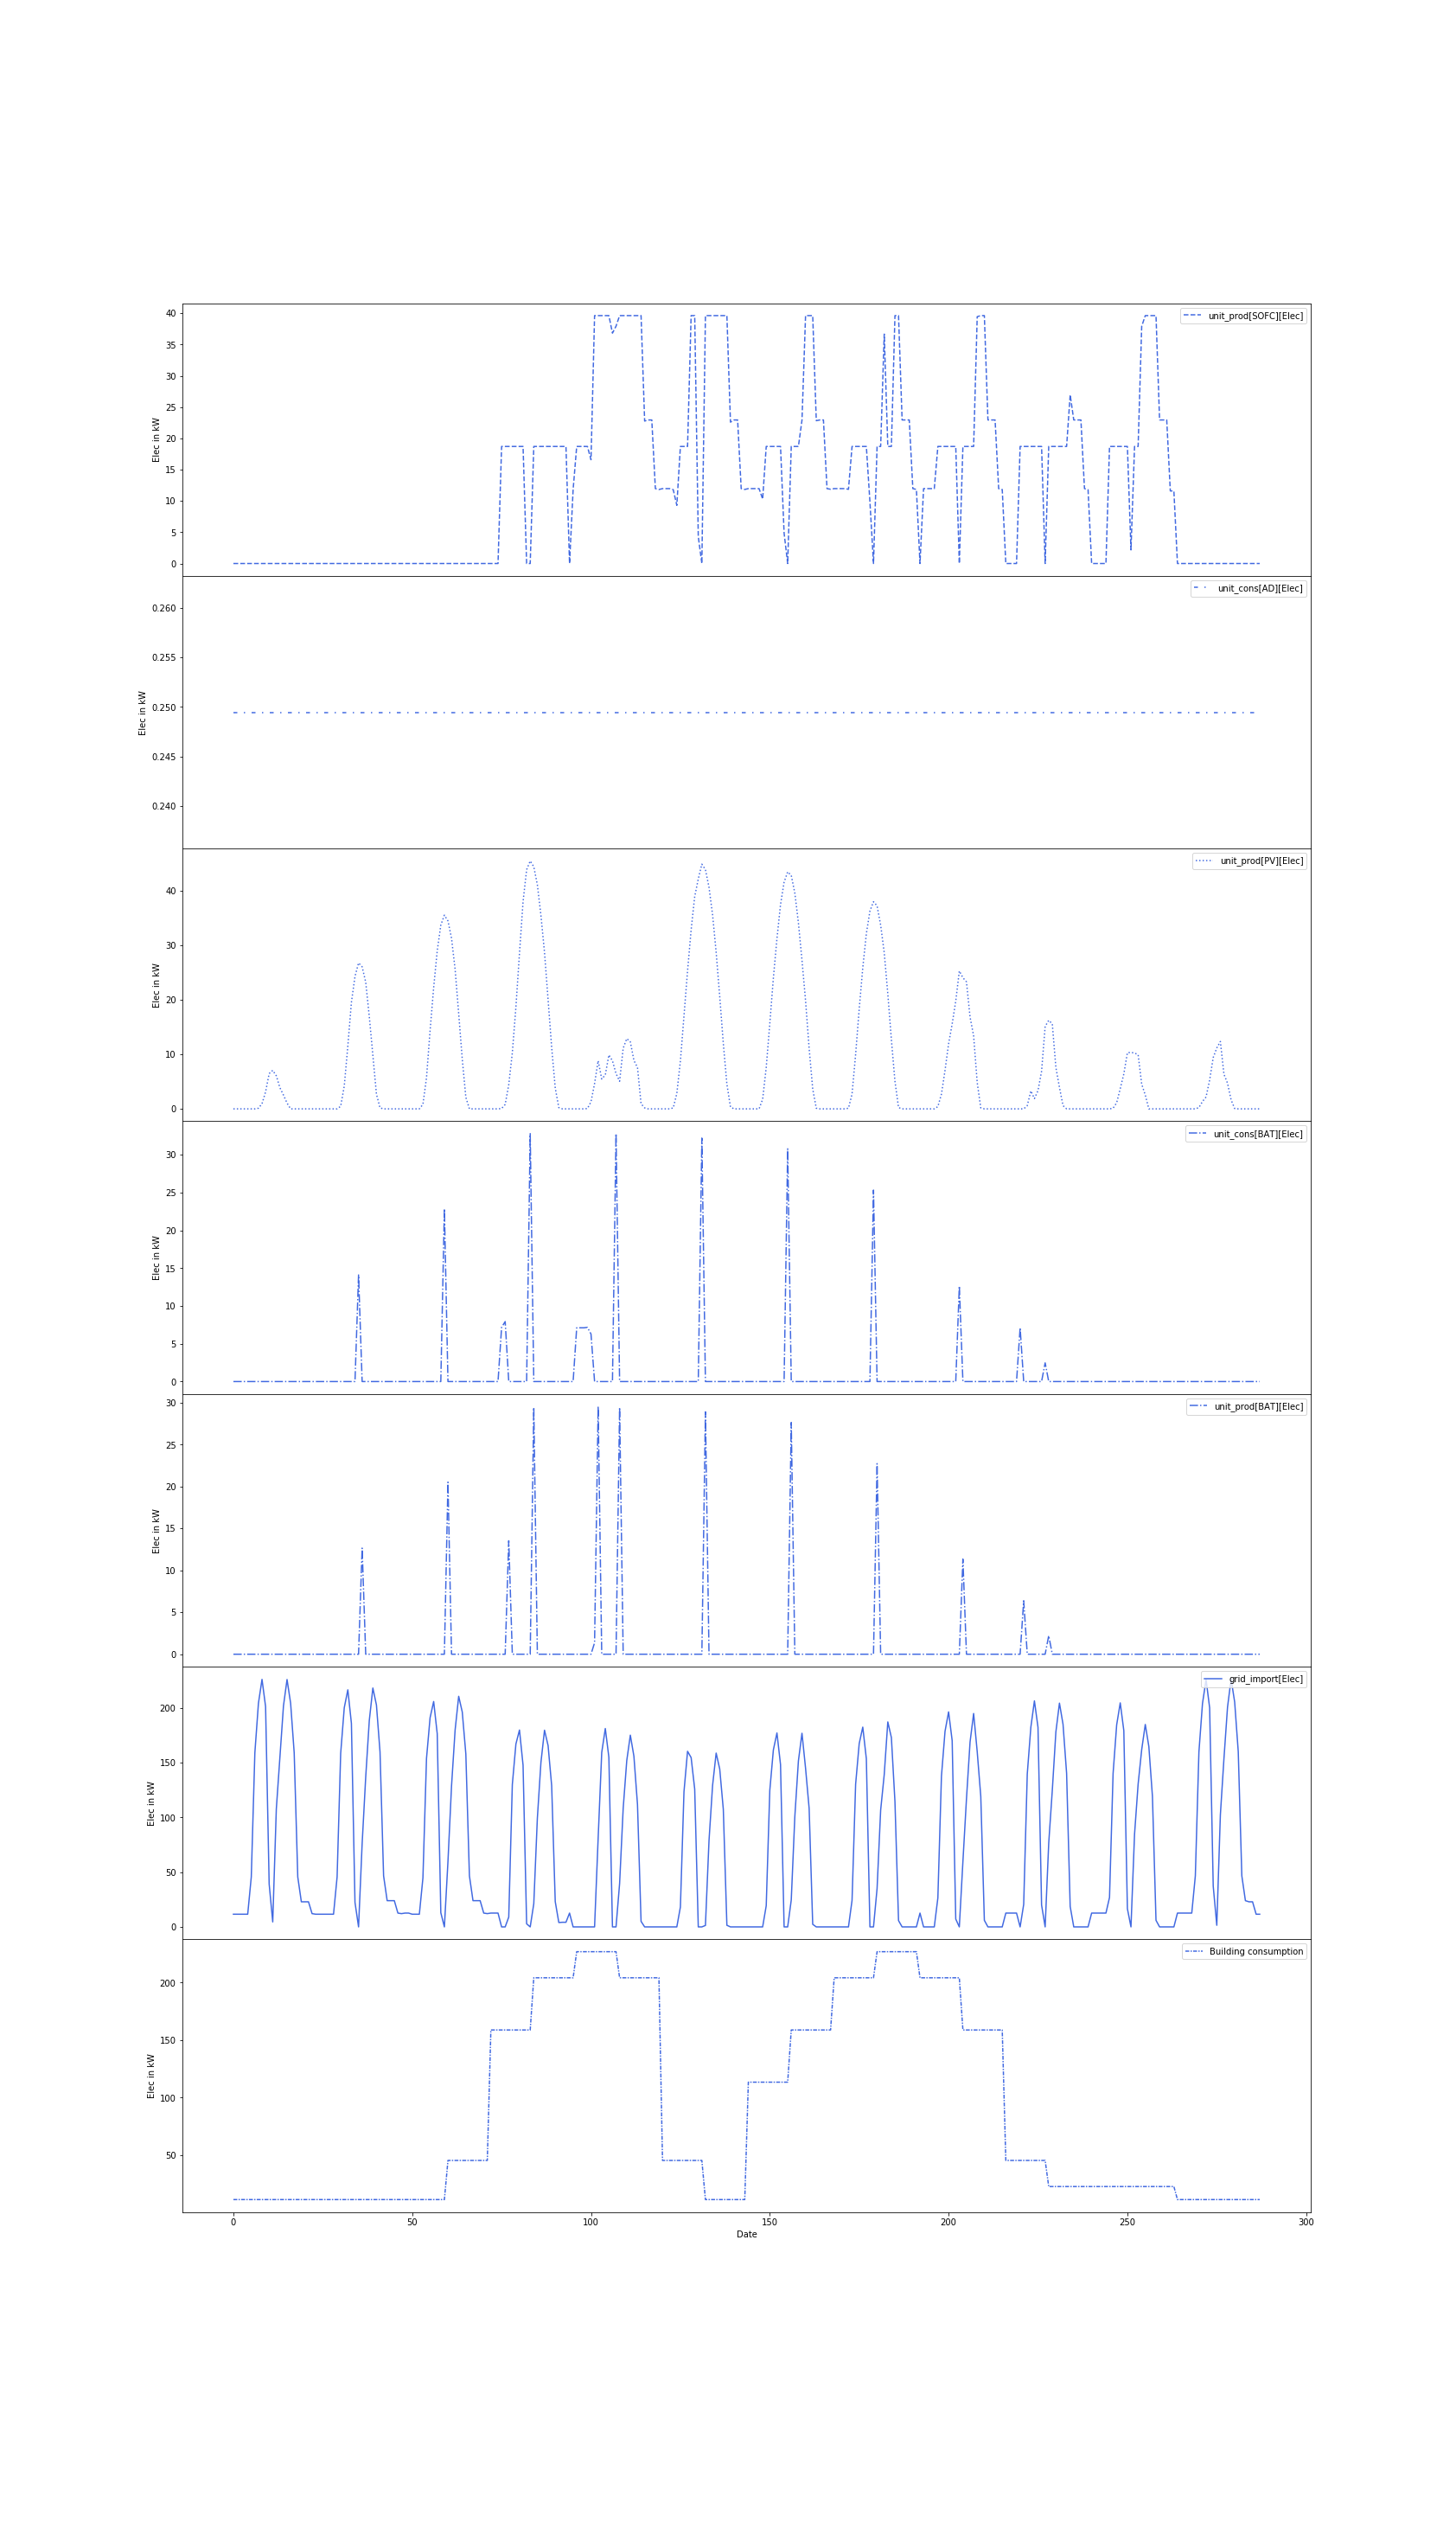 unit_prod[SOFC][Elec]
40
35
30
25
20
15
10
5
0
Elec in kW
unit_cons[AD][Elec]
0.260
0.255
0.250
0.245
0.240
Elec in kW
unit_prod[PV][Elec]
40
30
20
10
0
Elec in kW
unit_cons[BAT][Elec]
30
25
20
15
10
5
0
Elec in kW
unit_prod[BAT][Elec]
30
25
20
15
10
5
0
Elec in kW
grid_import[Elec]
200
150
100
50
0
Elec in kW
Building consumption
200
150
100
50
Elec in kW
0 50 100 150 200 250 300
Date